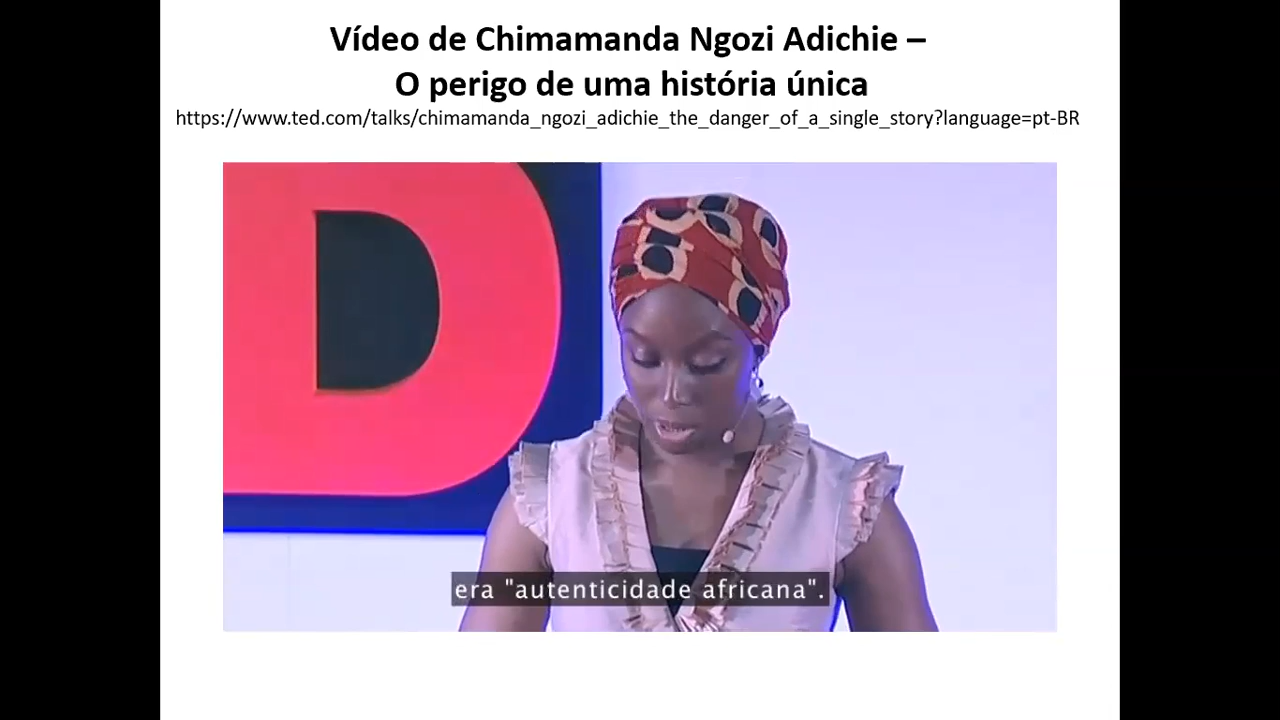 Vídeo de Chimamanda Ngozi Adichie –
O perigo de uma história única
https://www.ted.com/talks/chimamanda_ngozi_adichie_the_danger_of_a_single_story?language=pt-BR
D
era "autenticidade africana".